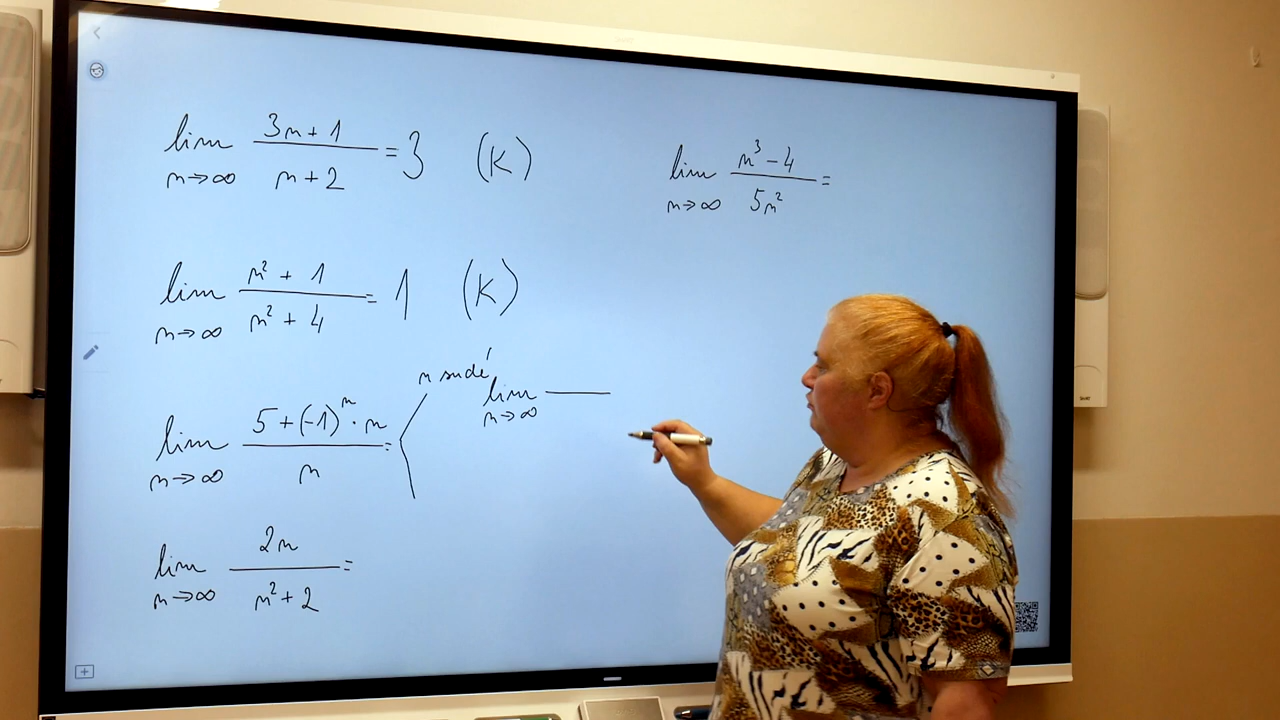 lim n→∞ (3n+1)/(n+2) = 3 (K)
lim n→∞ (n²+1)/(n²+4) = 1 (K)
lim n→∞ (5+(-1)ⁿ·n)/n =
n sudé
lim n→∞
lim n→∞ 2n/(n²+2) =
lim n→∞ (n³-4)/(5n²) =